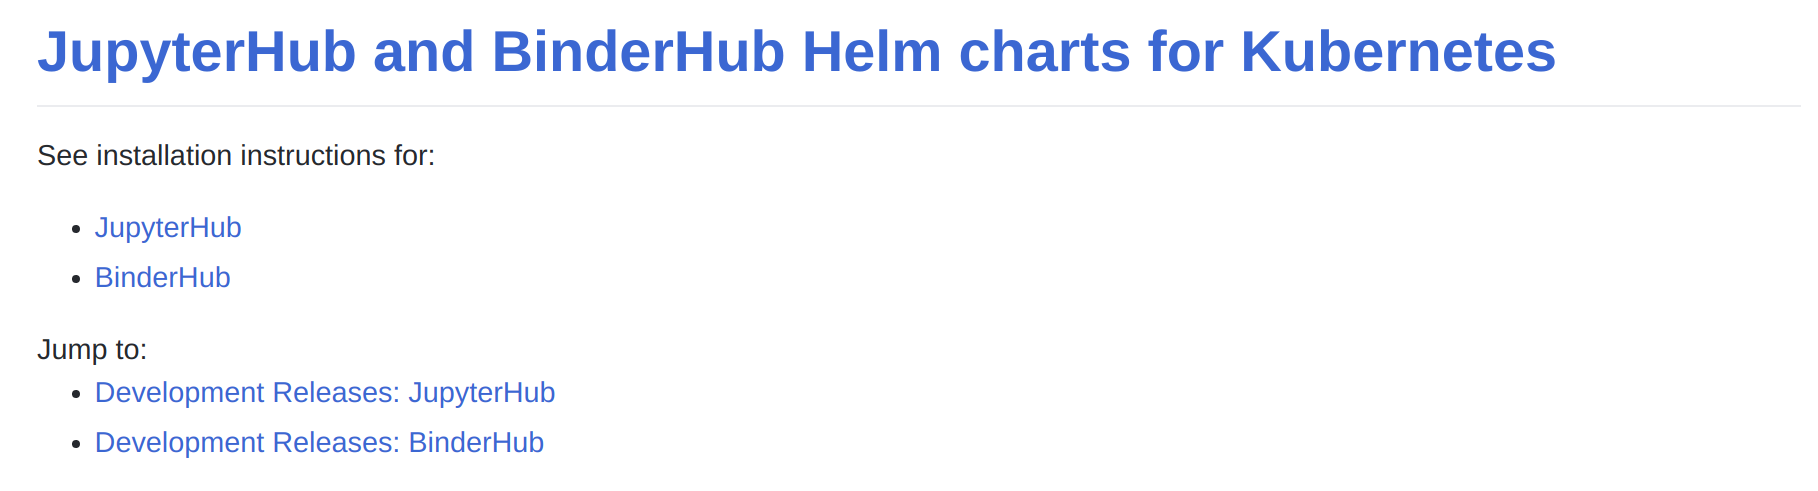 JupyterHub and BinderHub Helm charts for Kubernetes
See installation instructions for:
JupyterHub
BinderHub
Jump to:
Development Releases: JupyterHub
Development Releases: BinderHub